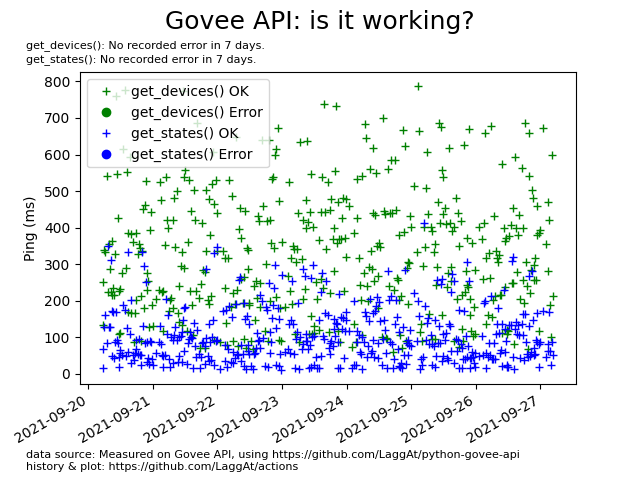 Govee API: is it working?
get_devices(): No recorded error in 7 days.
get_states(): No recorded error in 7 days.
800
700
600
500
400
300
200
100
0
Ping (ms)
get_devices() OK
get_devices() Error
get_states() OK
get_states() Error
2021-09-20
2021-09-21
2021-09-22
2021-09-23
2021-09-24
2021-09-25
2021-09-26
2021-09-27
data source: Measured on Govee API, using https://github.com/LaggAt/python-govee-api
history & plot: https://github.com/LaggAt/actions